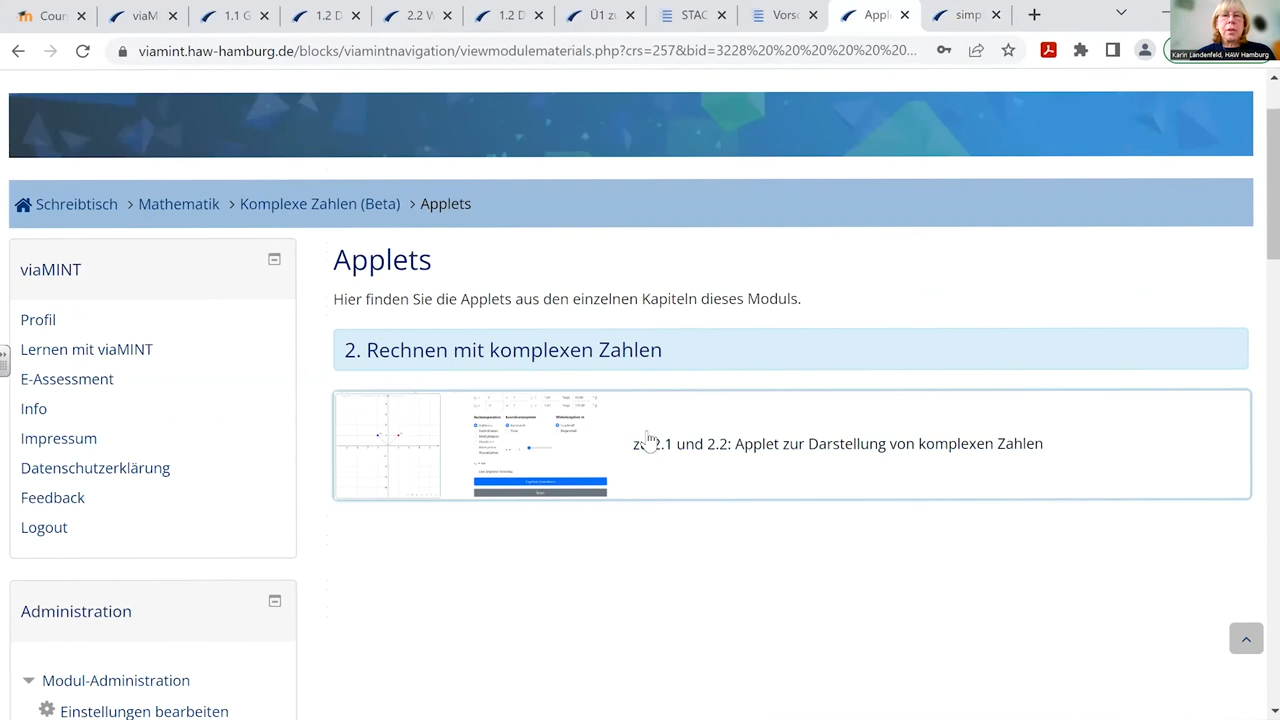 Cour
viaM
1.1 G
1.2 D
2.2 V
1.2 D
Ü1 zu
STAC
Vorsc
Appl
simp
viamint.haw-hamburg.de/blocks/viamintnavigation/viewmodulematerials.php?crs=257&bid=3228%20%20%20%20%20%20...
Karin Landenfeld, HAW Hamburg
Schreibtisch > Mathematik > Komplexe Zahlen (Beta) > Applets
viaMINT
Profil
Lernen mit viaMINT
E-Assessment
Info
Impressum
Datenschutzerklärung
Feedback
Logout
Administration
Modul-Administration
Einstellungen bearbeiten
Applets
Hier finden Sie die Applets aus den einzelnen Kapiteln dieses Moduls.
2. Rechnen mit komplexen Zahlen
zu 2.1 und 2.2: Applet zur Darstellung von komplexen Zahlen